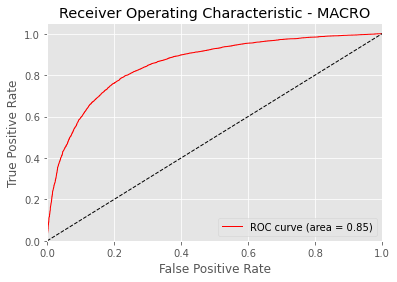 Receiver Operating Characteristic - MACRO
True Positive Rate
1.0
0.8
0.6
0.4
0.2
0.0
ROC curve (area = 0.85)
0.0 0.2 0.4 0.6 0.8 1.0
False Positive Rate